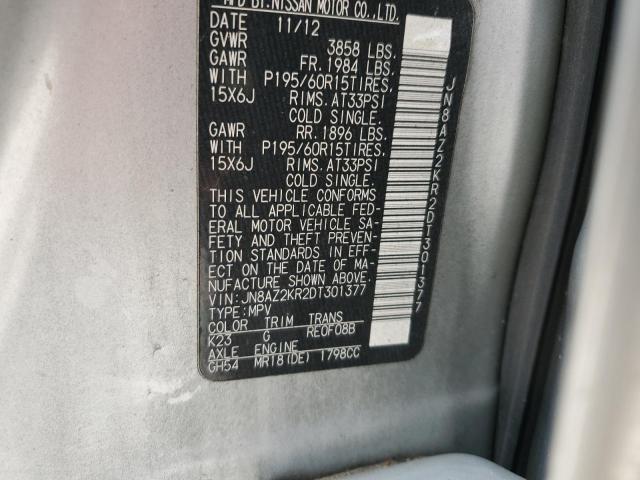 MFD BY:NISSAN MOTOR CO.,LTD.
DATE 11/12
GVWR 3858 LBS.
GAWR FR. 1984 LBS.
WITH P195/60R15TIRES,
15X6J RIMS. AT33PSI
COLD SINGLE.
GAWR RR. 1896 LBS.
WITH P195/60R15TIRES,
15X6J RIMS. AT33PSI
COLD SINGLE.
THIS VEHICLE CONFORMS
TO ALL APPLICABLE FED-
ERAL MOTOR VEHICLE SA-
FETY AND THEFT PREVEN-
TION STANDARDS IN EFF-
ECT ON THE DATE OF MA-
NUFACTURE SHOWN ABOVE.
VIN: JN8AZ2KR2DT301377
TYPE:MPV
COLOR TRIM TRANS
K23 G RE0F08B
AXLE ENGINE
GH54 MR18(DE) 1798CC
JN8AZ2KR2DT301377